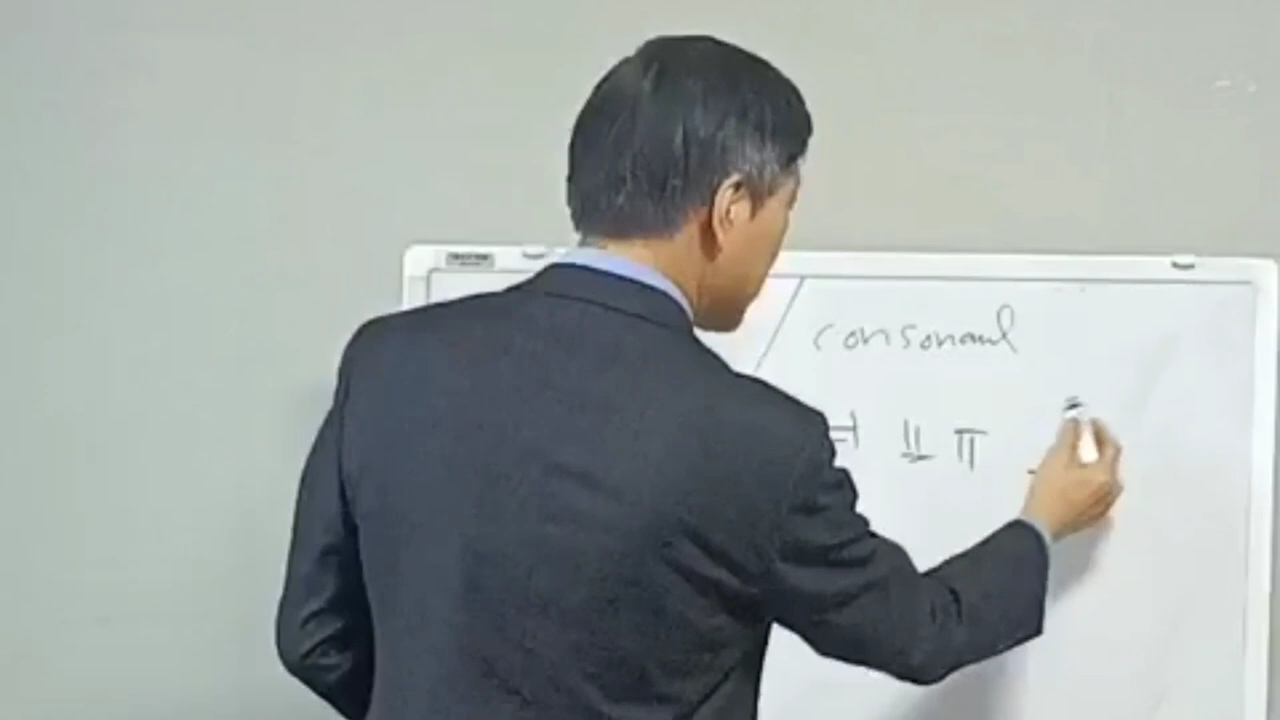 consonant
ㅕ ㅛ ㅠ